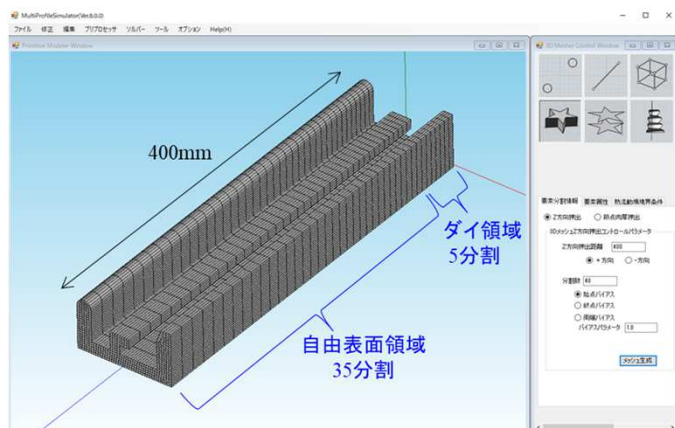 MultiProfileSimulator(Ver.8.0.0)
ファイル 修正 編集 プリプロセッサ ソルバー ツール オプション Help(H)
Primitive Modeler Window
3D Mesher Control Window
400mm
ダイ領域
5分割
自由表面領域
35分割
要素分割情報 要素属性 熱流動解境界条件
Z方向押出 節点肉厚押出
3DメッシュZ方向押出コントロールパラメータ
Z方向押出距離 400
+方向 -方向
分割数 40
始点バイアス
終点バイアス
両端バイアス
バイアスパラメータ 1.0
メッシュ生成